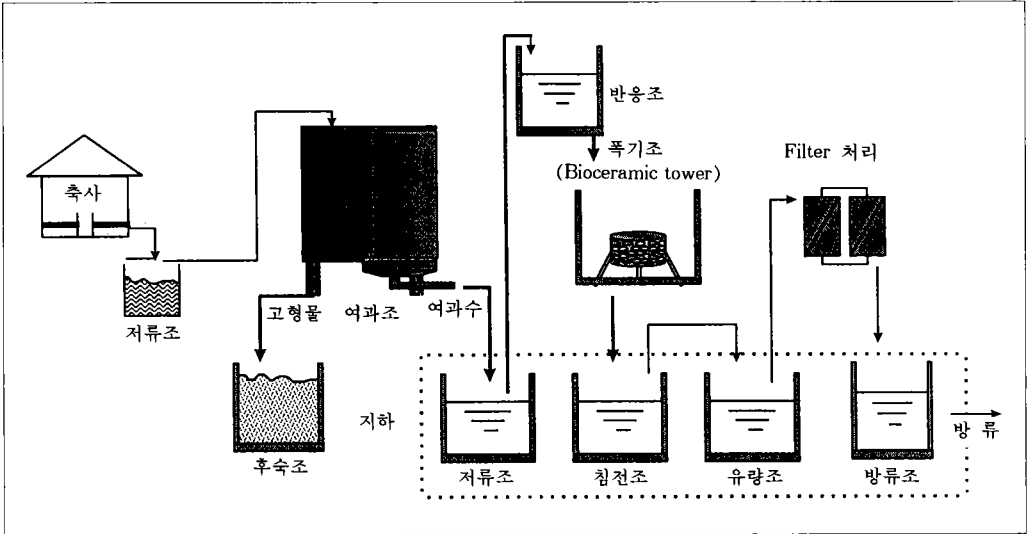 축사
저류조
고형물
여과조
여과수
후숙조
지하
반응조
폭기조
(Bioceramic tower)
Filter 처리
저류조
침전조
유량조
방류조
방 류